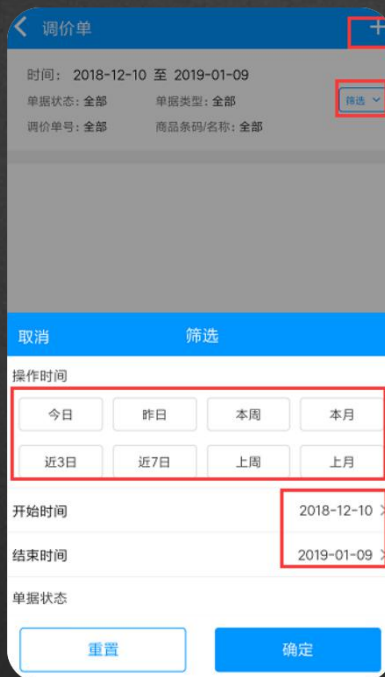 调价单
时间: 2018-12-10 至 2019-01-09
单据状态: 全部 单据类型: 全部 筛选
调价单号: 全部 商品条码/名称: 全部
取消 筛选
操作时间
今日 昨日 本周 本月
近3日 近7日 上周 上月
开始时间 2018-12-10
结束时间 2019-01-09
单据状态
重置 确定